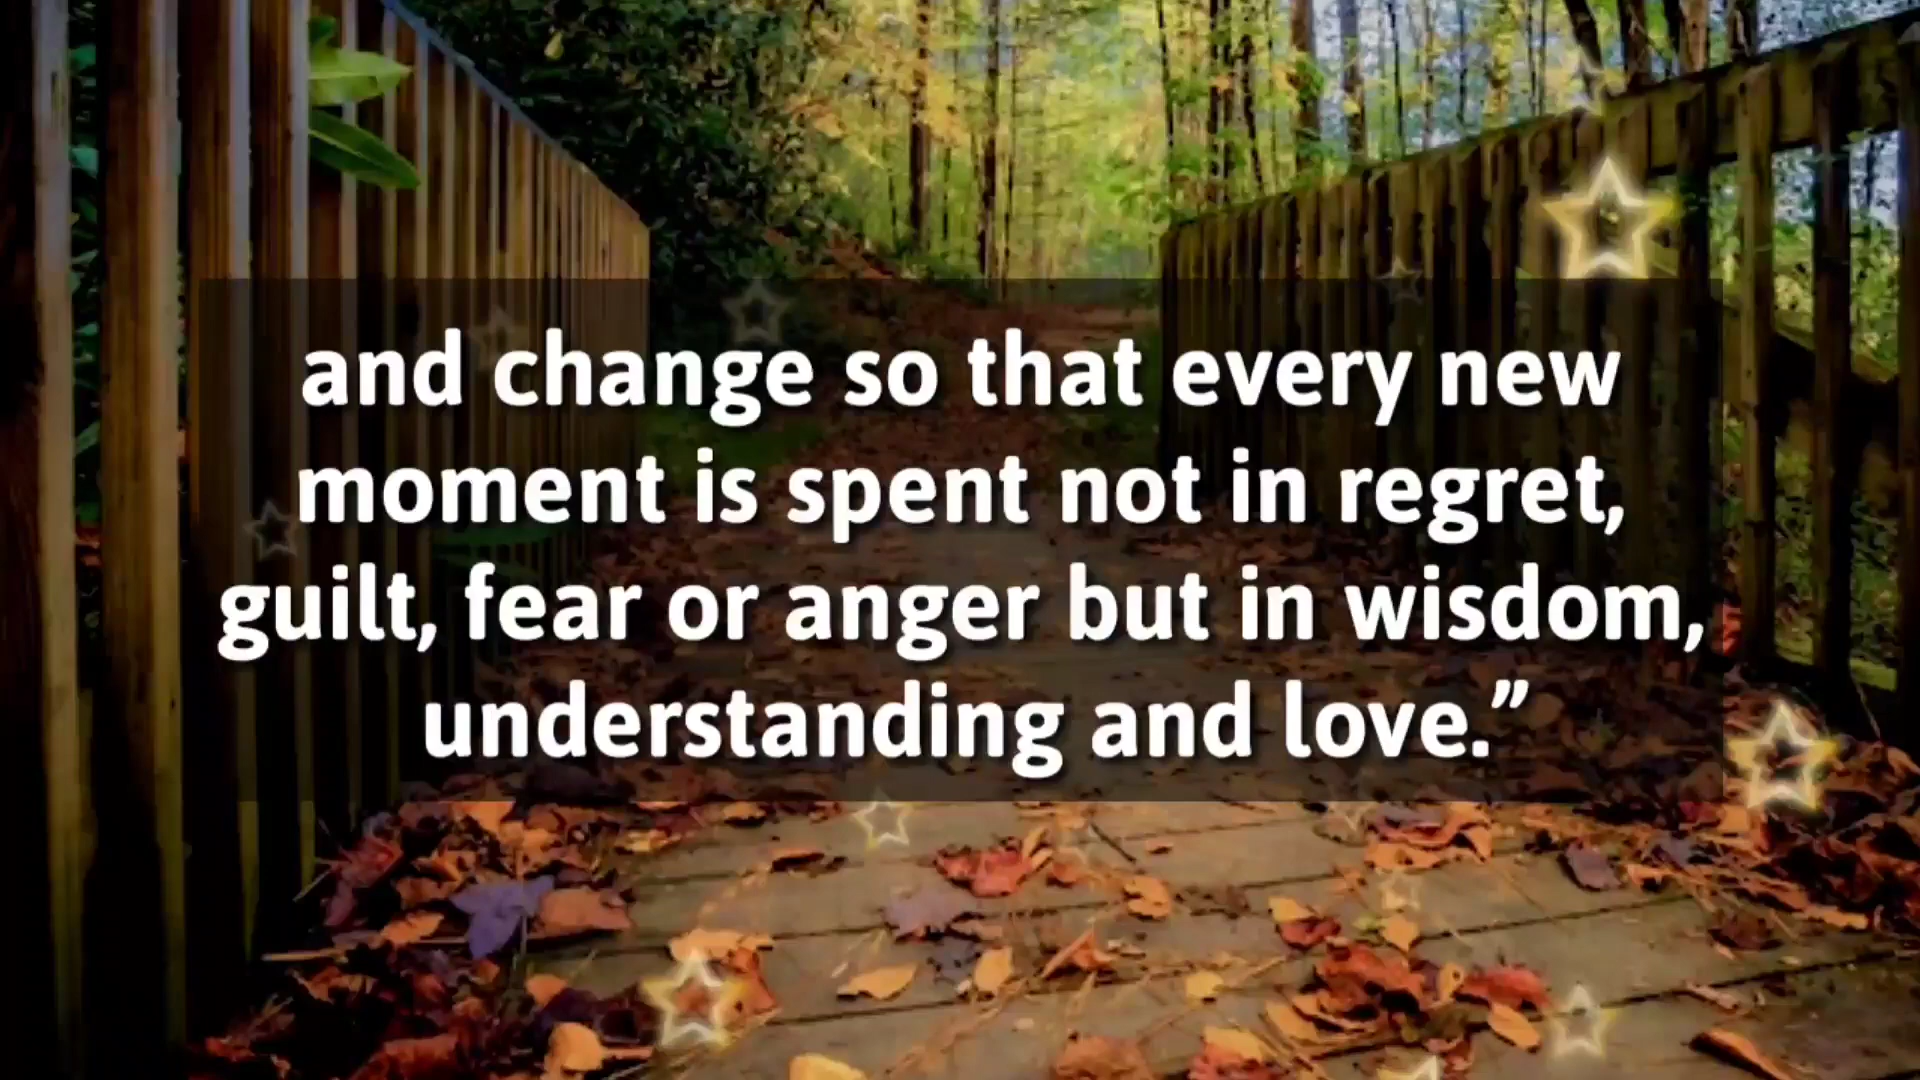 and change so that every new
moment is spent not in regret,
guilt, fear or anger but in wisdom,
understanding and love.”